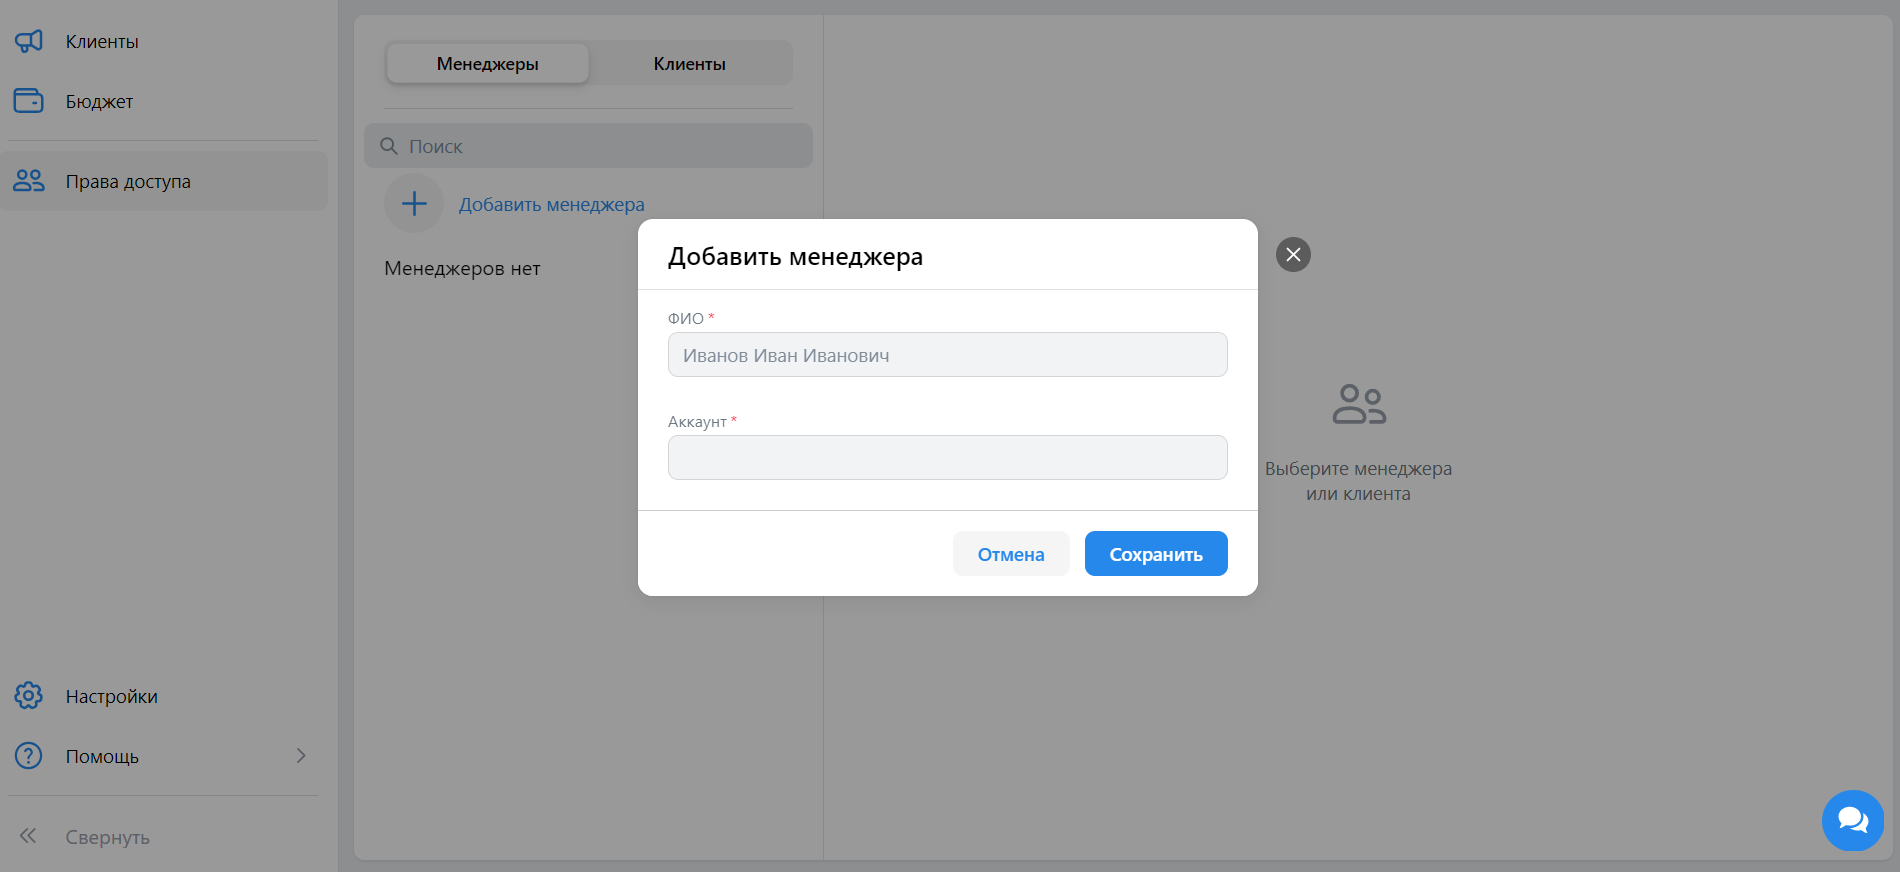 Клиенты
Бюджет
Права доступа
Настройки
Помощь
Свернуть
Менеджеры
Клиенты
Поиск
Добавить менеджера
Менеджеров нет
Добавить менеджера
ФИО *
Иванов Иван Иванович
Аккаунт *
Отмена
Сохранить
Выберите менеджера
или клиента